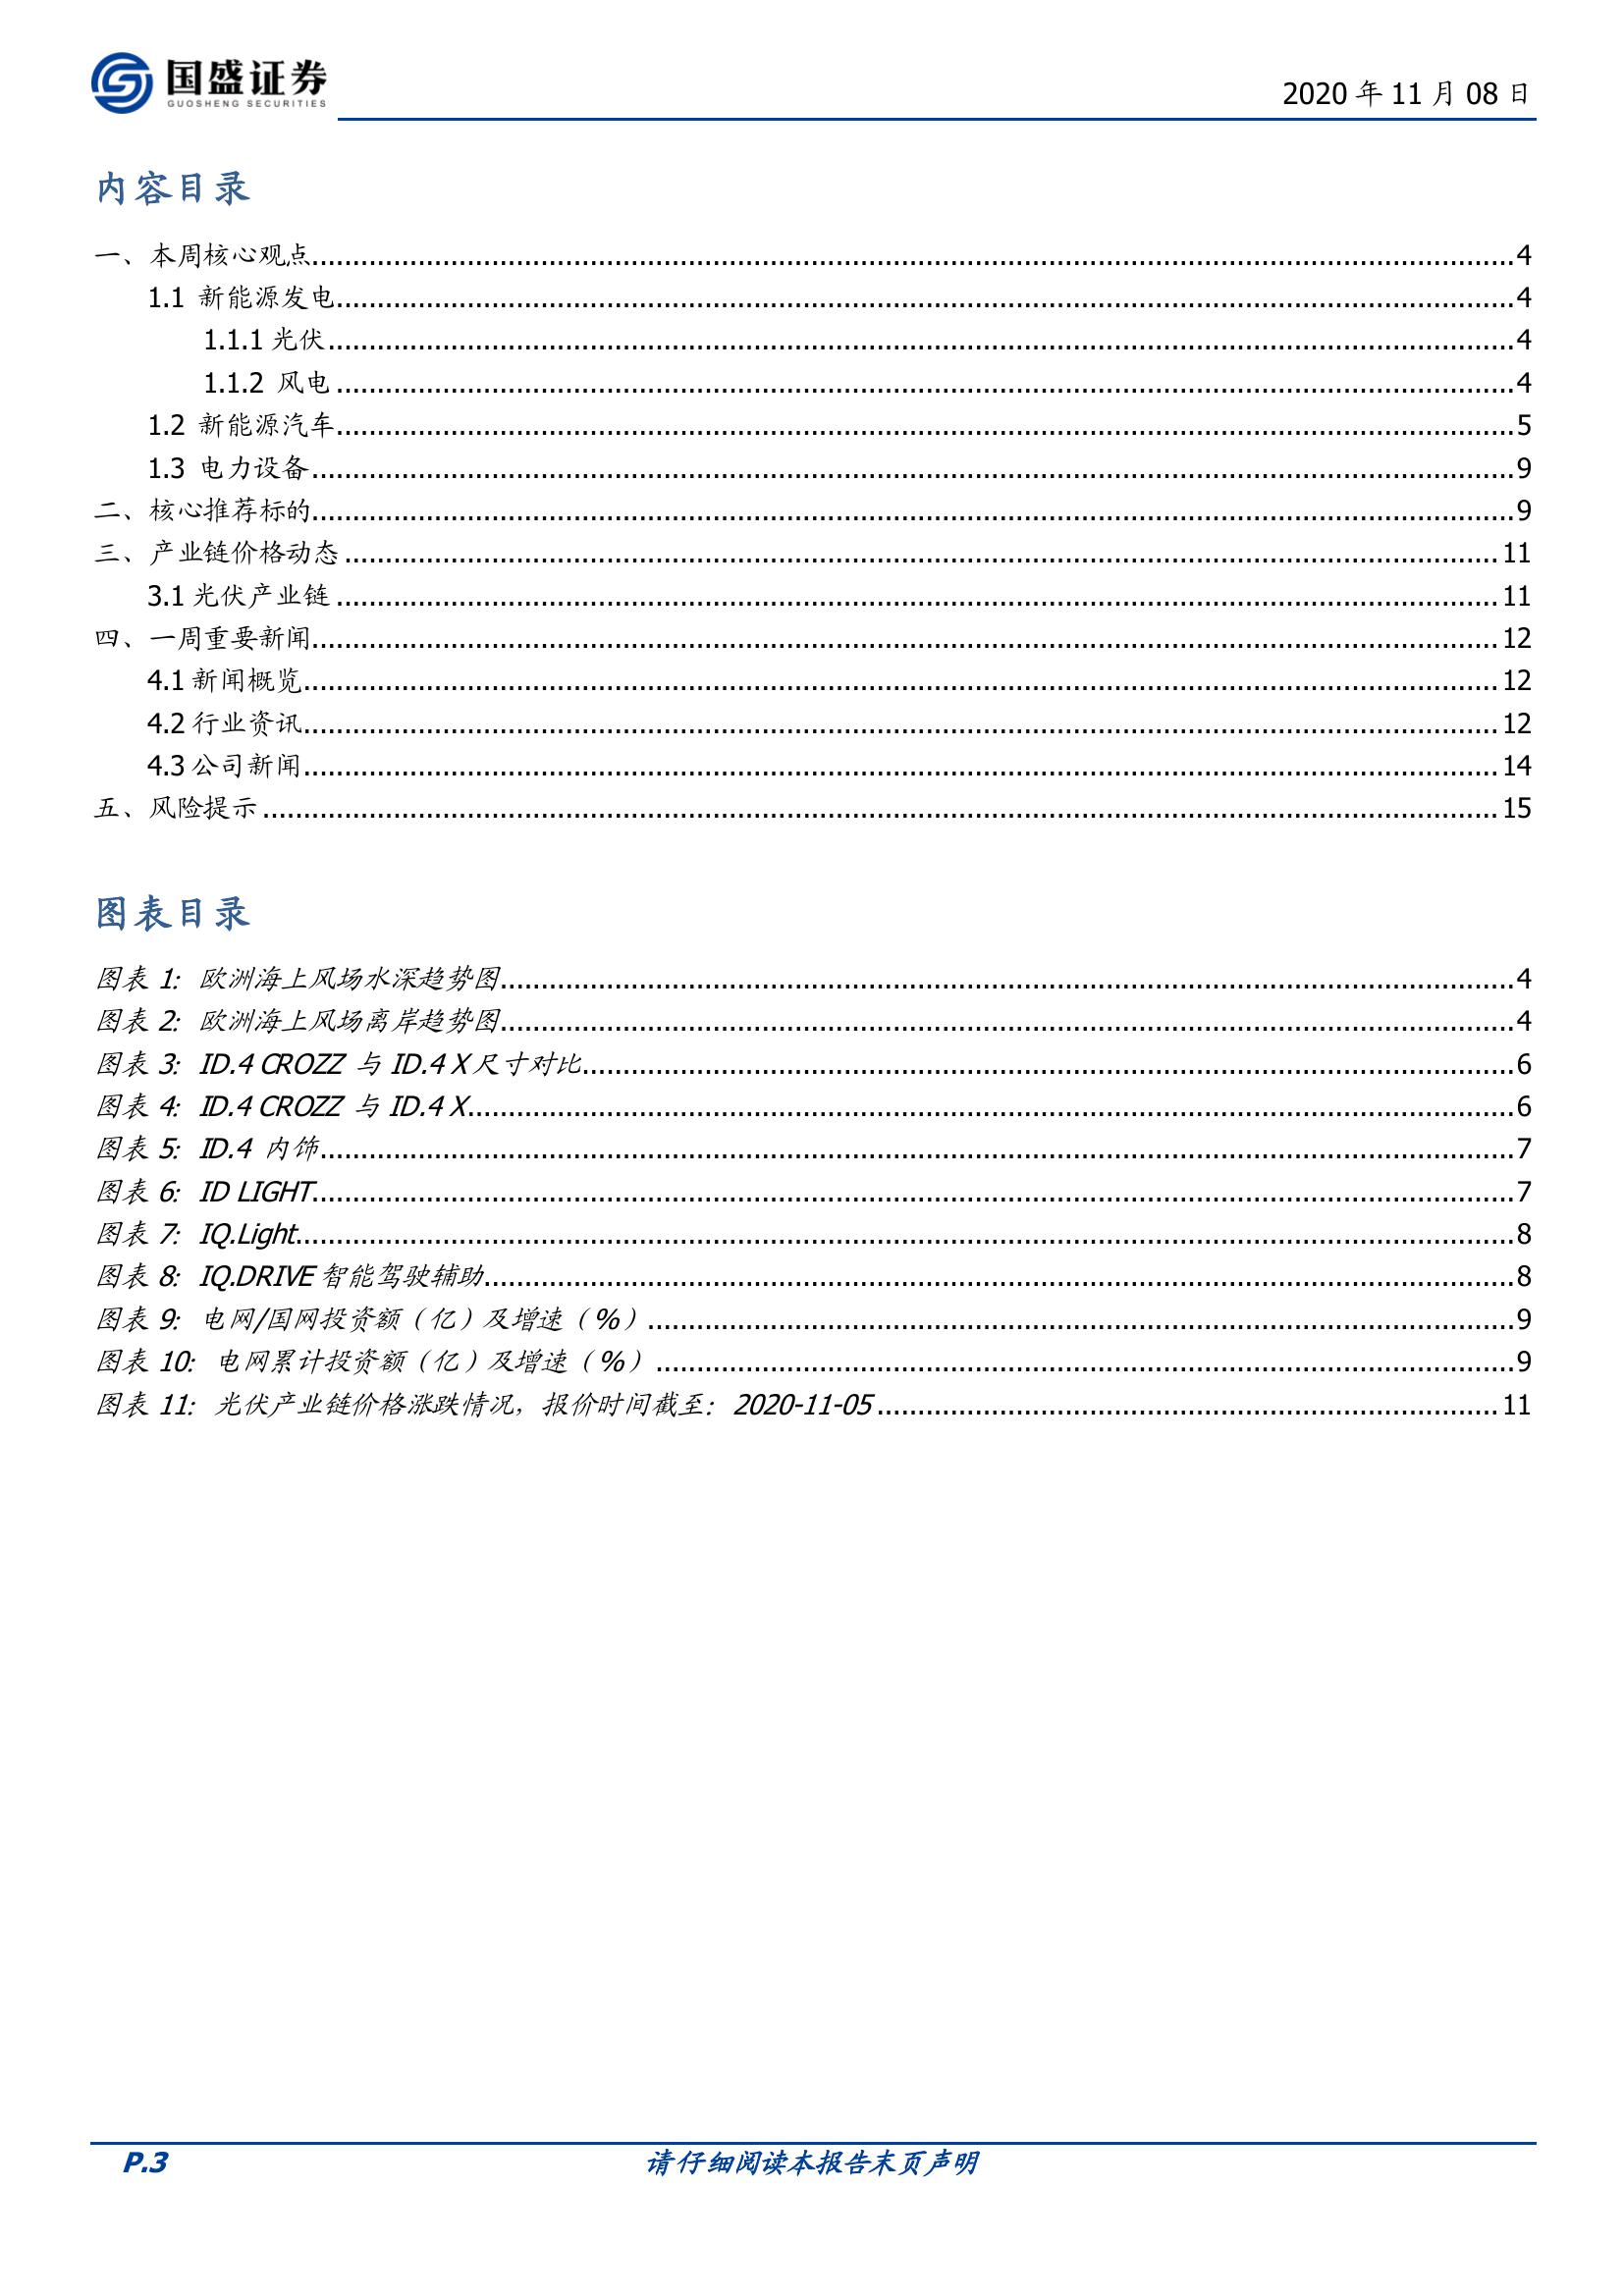 国盛证券
GUOSHENG SECURITIES
2020 年 11 月 08 日
内容目录
一、本周核心观点................4
1.1 新能源发电................4
1.1.1 光伏................4
1.1.2 风电................4
1.2 新能源汽车................5
1.3 电力设备................9
二、核心推荐标的................9
三、产业链价格动态................11
3.1 光伏产业链................11
四、一周重要新闻................12
4.1 新闻概览................12
4.2 行业资讯................12
4.3 公司新闻................14
五、风险提示................15
图表目录
图表 1: 欧洲海上风场水深趋势图................4
图表 2: 欧洲海上风场离岸趋势图................4
图表 3: ID.4 CROZZ 与 ID.4 X 尺寸对比................6
图表 4: ID.4 CROZZ 与 ID.4 X................6
图表 5: ID.4 内饰................7
图表 6: ID LIGHT................7
图表 7: IQ.Light................8
图表 8: IQ.DRIVE 智能驾驶辅助................8
图表 9: 电网/国网投资额（亿）及增速（%）................9
图表 10: 电网累计投资额（亿）及增速（%）................9
图表 11: 光伏产业链价格涨跌情况，报价时间截至：2020-11-05................11
P.3
请仔细阅读本报告末页声明